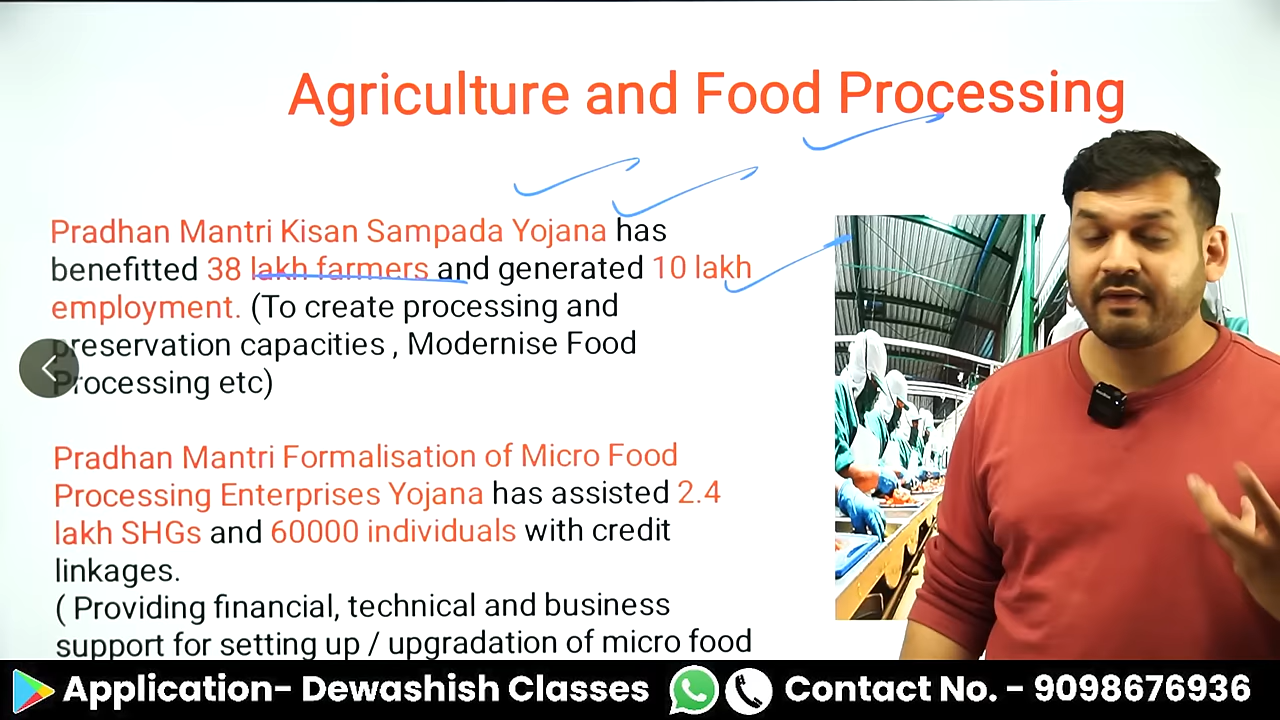 Agriculture and Food Processing
Pradhan Mantri Kisan Sampada Yojana has
benefitted 38 lakh farmers and generated 10 lakh
employment. (To create processing and
preservation capacities , Modernise Food
Processing etc)
Pradhan Mantri Formalisation of Micro Food
Processing Enterprises Yojana has assisted 2.4
lakh SHGs and 60000 individuals with credit
linkages.
( Providing financial, technical and business
support for setting up / upgradation of micro food
Application- Dewashish Classes Contact No. - 9098676936